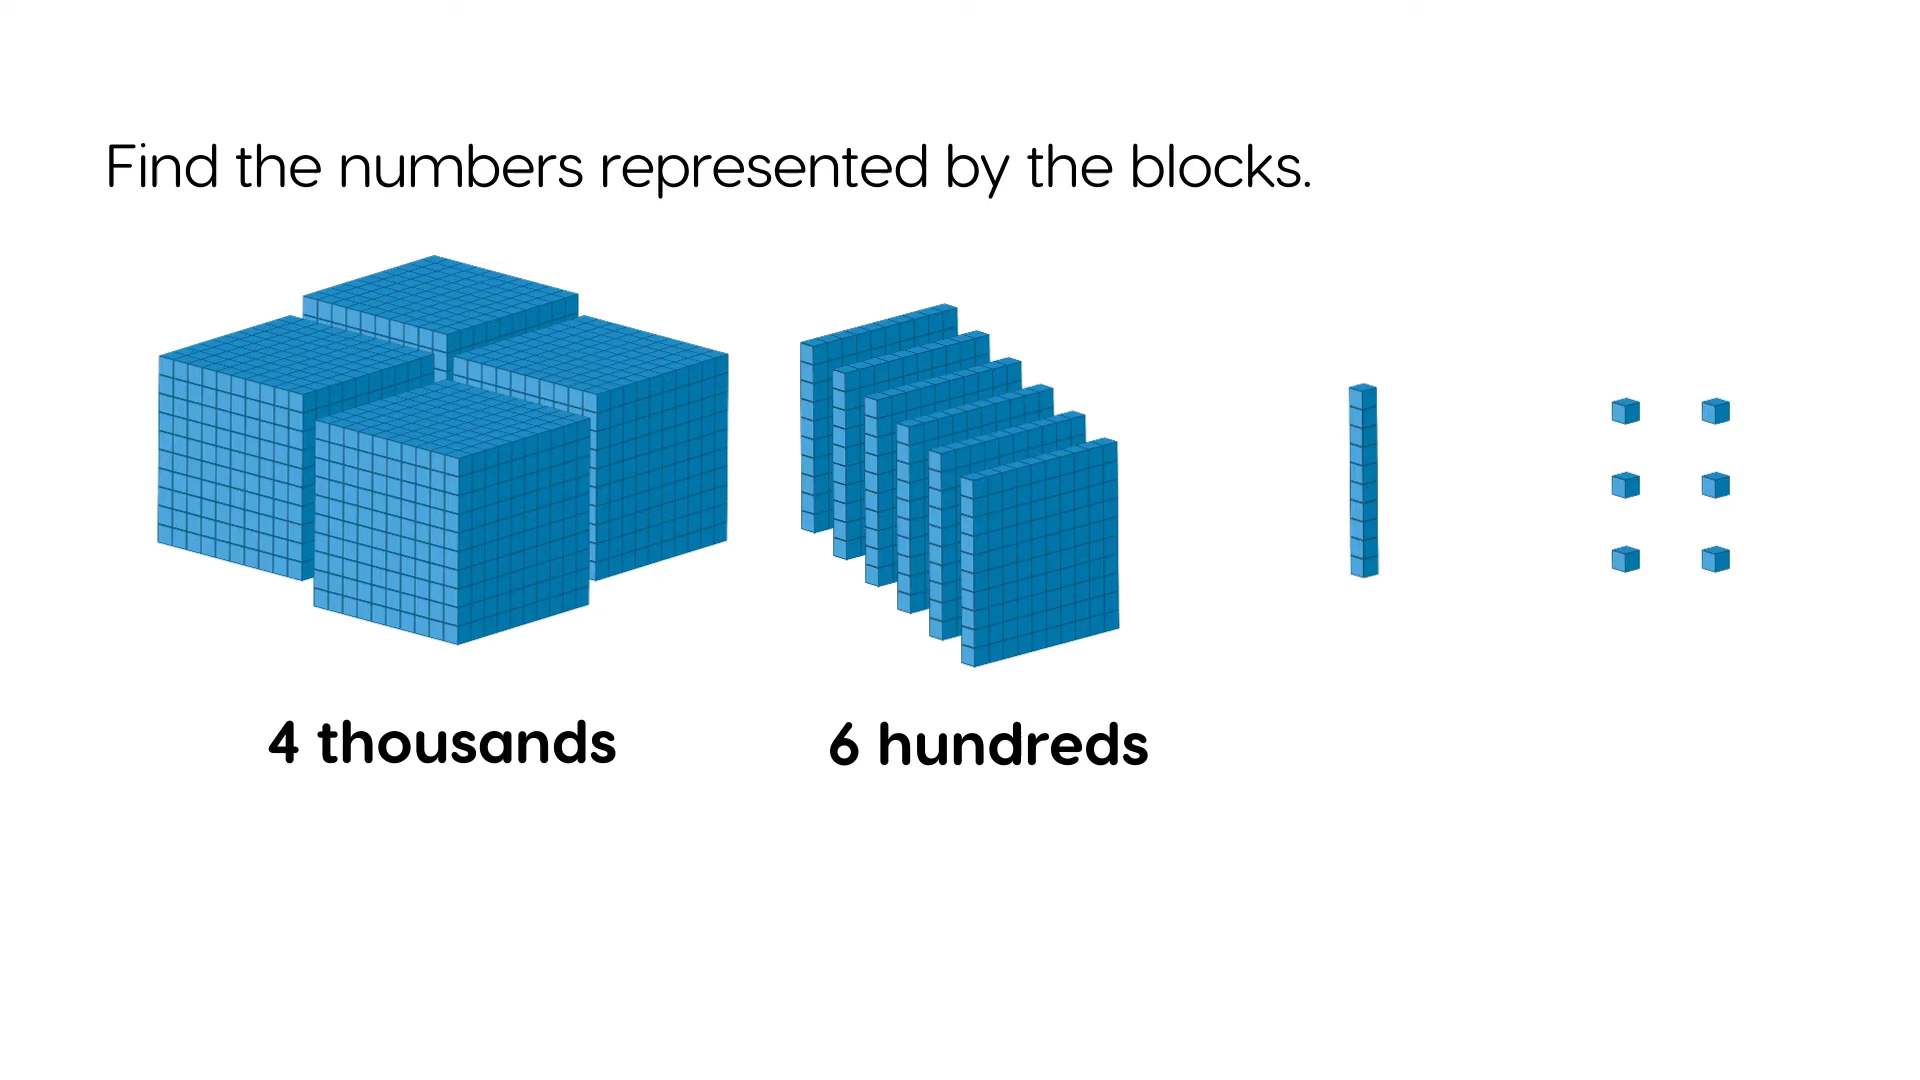 Find the numbers represented by the blocks.
4 thousands
6 hundreds